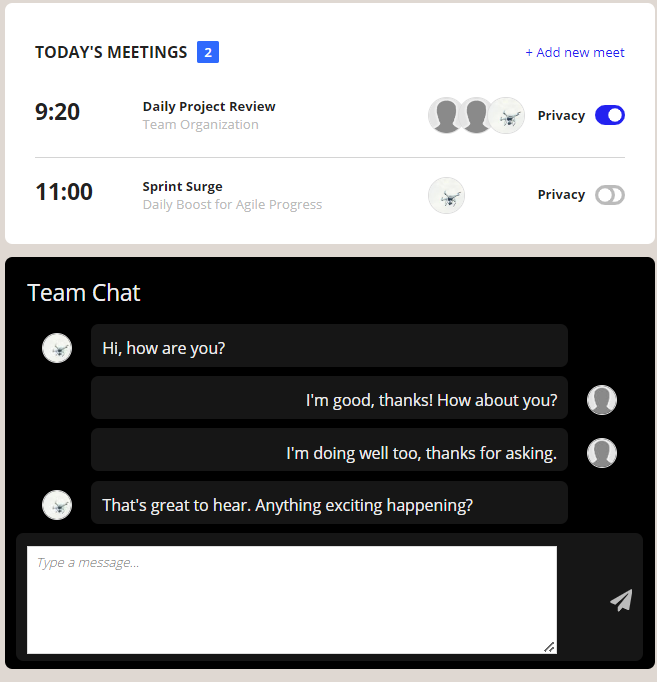 TODAY'S MEETINGS 2
+ Add new meet
9:20
Daily Project Review
Team Organization
Privacy
11:00
Sprint Surge
Daily Boost for Agile Progress
Privacy
Team Chat
Hi, how are you?
I'm good, thanks! How about you?
I'm doing well too, thanks for asking.
That's great to hear. Anything exciting happening?
Type a message...